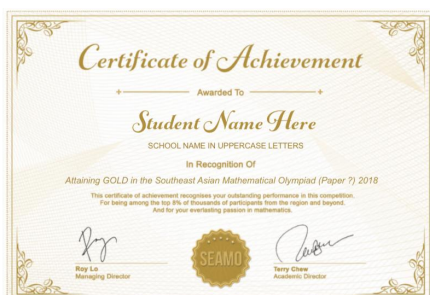 Certificate of Achievement
Awarded To
Student Name Here
SCHOOL NAME IN UPPERCASE LETTERS
In Recognition Of
Attaining GOLD in the Southeast Asian Mathematical Olympiad (Paper ?) 2018
This certificate of achievement recognises your outstanding performance in this competition.
For being among the top 8% of thousands of participants from the region and beyond.
And for your everlasting passion in mathematics.
SEAMO
Roy Lo
Managing Director
Terry Chew
Academic Director